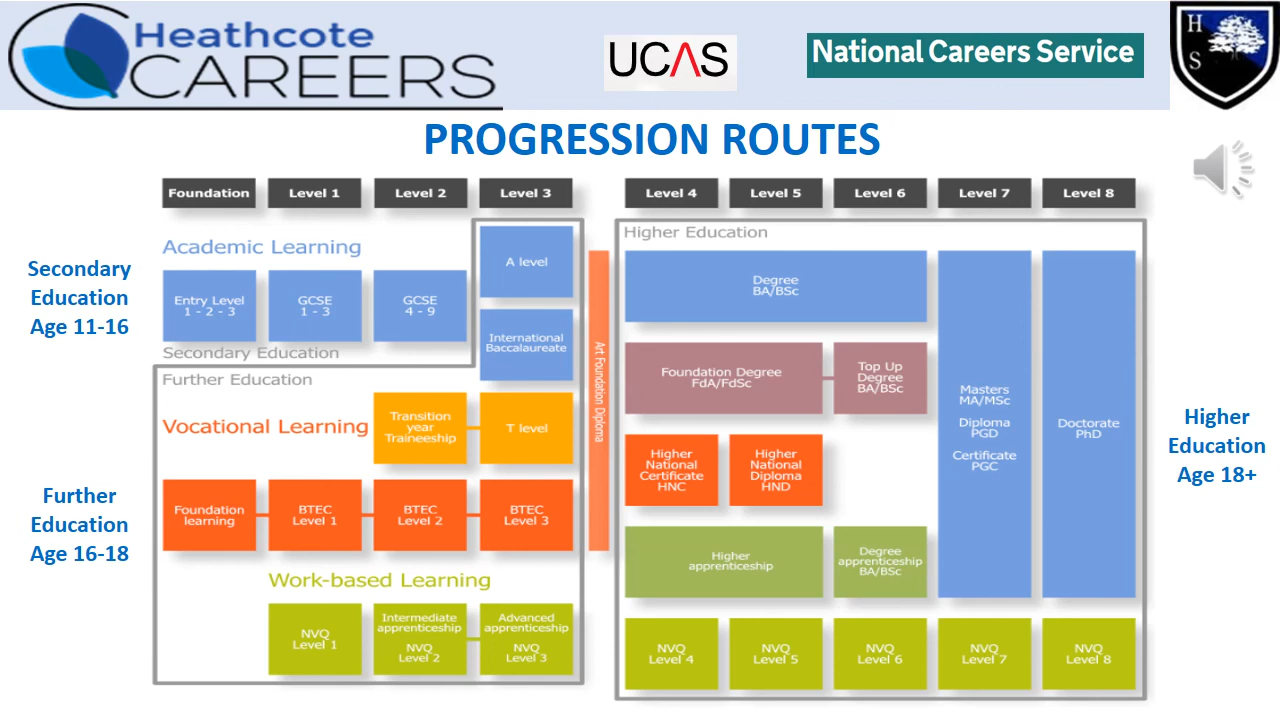 Heathcote
CAREERS
UCAS
National Careers Service
H
S
PROGRESSION ROUTES
Foundation
Level 1
Level 2
Level 3
Level 4
Level 5
Level 6
Level 7
Level 8
Secondary
Education
Age 11-16
Academic Learning
Entry Level
1 - 2 - 3
GCSE
1 - 3
GCSE
4 - 9
Secondary Education
A level
International
Baccalaureate
Further Education
Vocational Learning
Transition
year
Traineeship
T level
Further
Education
Age 16-18
Foundation
learning
BTEC
Level 1
BTEC
Level 2
BTEC
Level 3
Work-based Learning
NVQ
Level 1
Intermediate
apprenticeship
NVQ
Level 2
Advanced
apprenticeship
NVQ
Level 3
Art Foundation Diploma
Higher Education
Degree
BA/BSc
Foundation Degree
FdA/FdSc
Top Up
Degree
BA/BSc
Higher
National
Certificate
HNC
Higher
National
Diploma
HND
Higher
apprenticeship
Degree
apprenticeship
BA/BSc
Masters
MA/MSc
Diploma
PGD
Certificate
PGC
Doctorate
PhD
NVQ
Level 4
NVQ
Level 5
NVQ
Level 6
NVQ
Level 7
NVQ
Level 8
Higher
Education
Age 18+